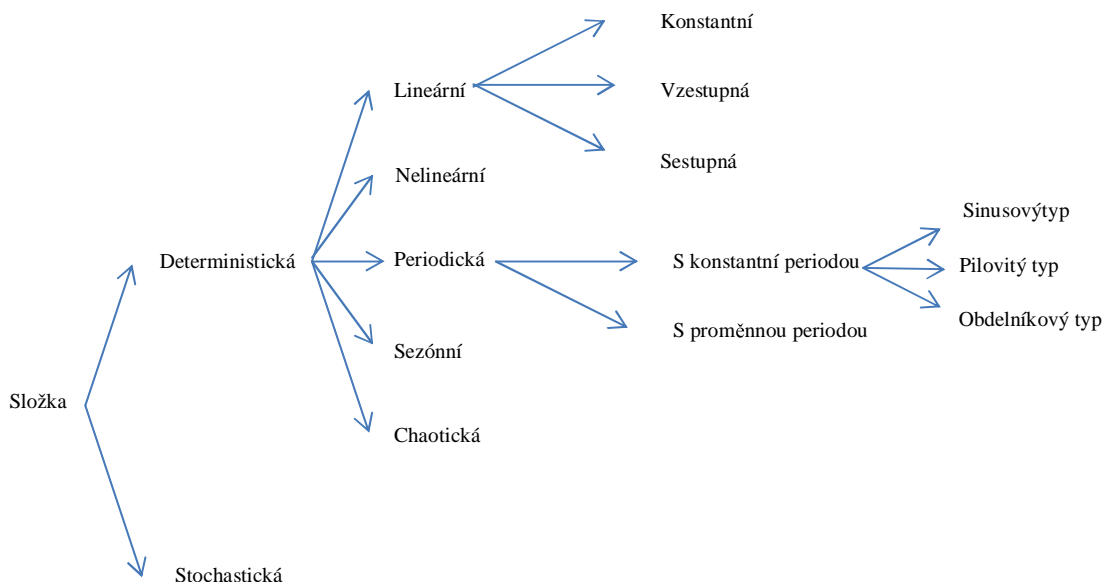 Konstantní
Lineární
Vzestupná
Sestupná
Nelineární
Sinusovýtyp
Deterministická
Periodická
S konstantní periodou
Pilovitý typ
Obdelníkový typ
S proměnnou periodou
Sezónní
Složka
Chaotická
Stochastická